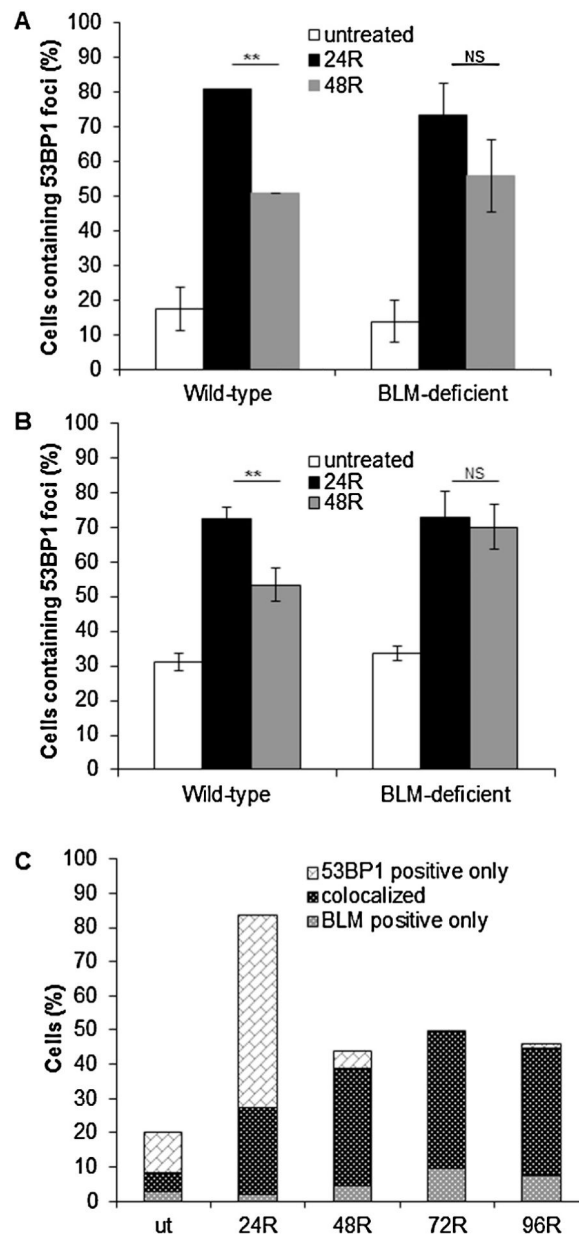 A
100
90
80
70
60
50
40
30
20
10
0
Cells containing 53BP1 foci (%)
untreated
24R
48R
**
NS
Wild-type
BLM-deficient
B
100
90
80
70
60
50
40
30
20
10
0
Cells containing 53BP1 foci (%)
untreated
24R
48R
**
NS
Wild-type
BLM-deficient
C
100
90
80
70
60
50
40
30
20
10
0
Cells (%)
53BP1 positive only
colocalized
BLM positive only
ut
24R
48R
72R
96R